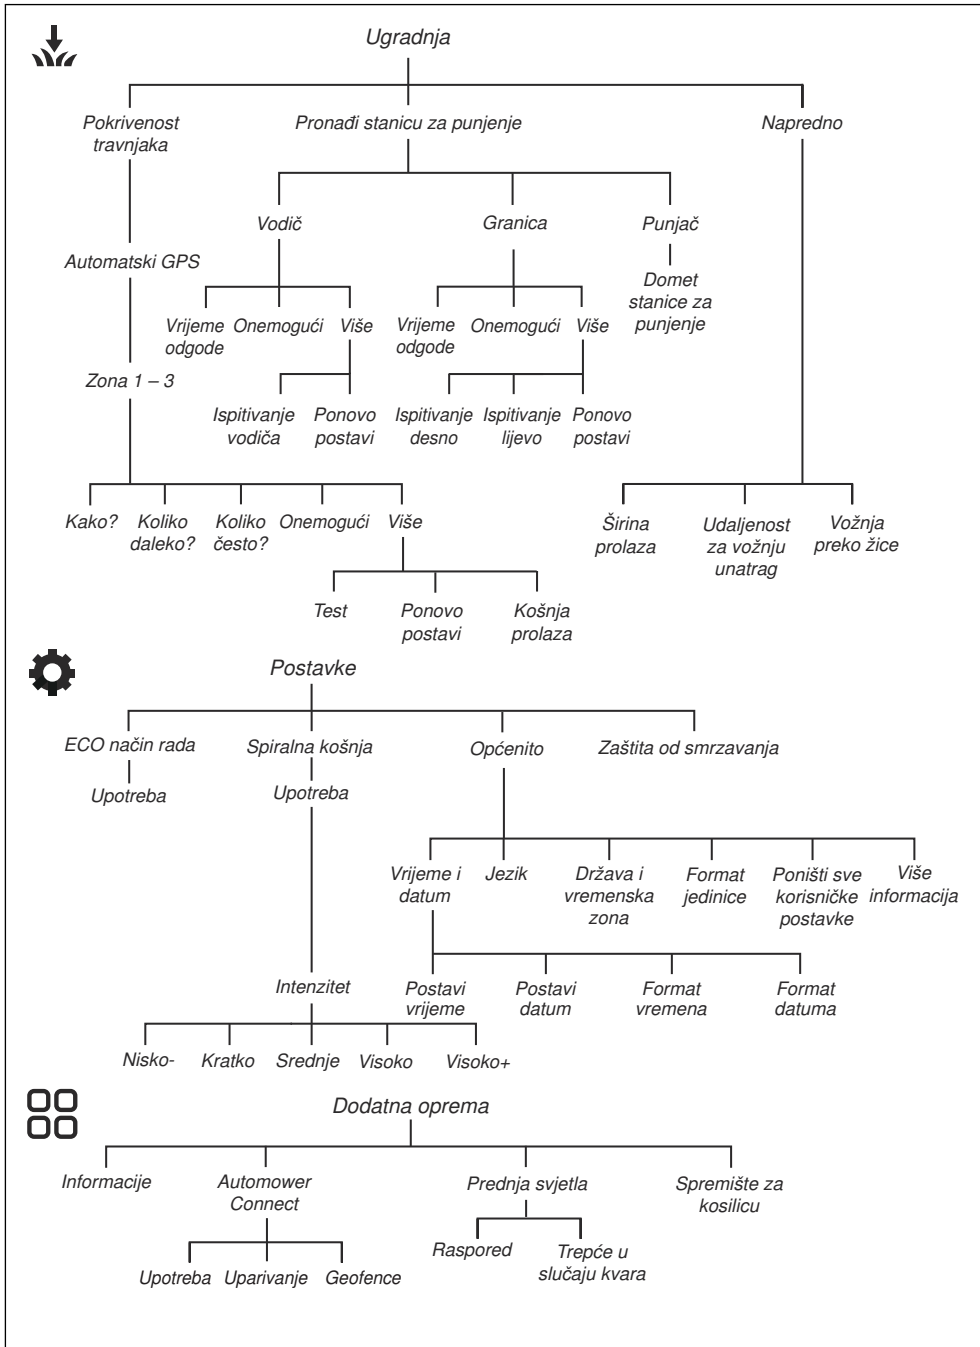 Ugradnja
Pokrivenost
travnjaka
Pronađi stanicu za punjenje
Napredno
Vodič
Granica
Punjač
Automatski GPS
Domet
stanice za
punjenje
Vrijeme
odgode
Onemogući
Više
Vrijeme
odgode
Onemogući
Više
Zona 1 – 3
Ispitivanje
vodiča
Ponovo
postavi
Ispitivanje
desno
Ispitivanje
lijevo
Ponovo
postavi
Kako?
Koliko
daleko?
Koliko
često?
Onemogući
Više
Širina
prolaza
Udaljenost
za vožnju
unatrag
Vožnja
preko žice
Test
Ponovo
postavi
Košnja
prolaza
Postavke
ECO način rada
Spiralna košnja
Općenito
Zaštita od smrzavanja
Upotreba
Upotreba
Vrijeme i
datum
Jezik
Država i
vremenska
zona
Format
jedinice
Poništi sve
korisničke
postavke
Više
informacija
Intenzitet
Postavi
vrijeme
Postavi
datum
Format
vremena
Format
datuma
Nisko-
Kratko
Srednje
Visoko
Visoko+
Dodatna oprema
Informacije
Automower
Connect
Prednja svjetla
Spremište za
kosilicu
Upotreba
Uparivanje
Geofence
Raspored
Trepće u
slučaju kvara